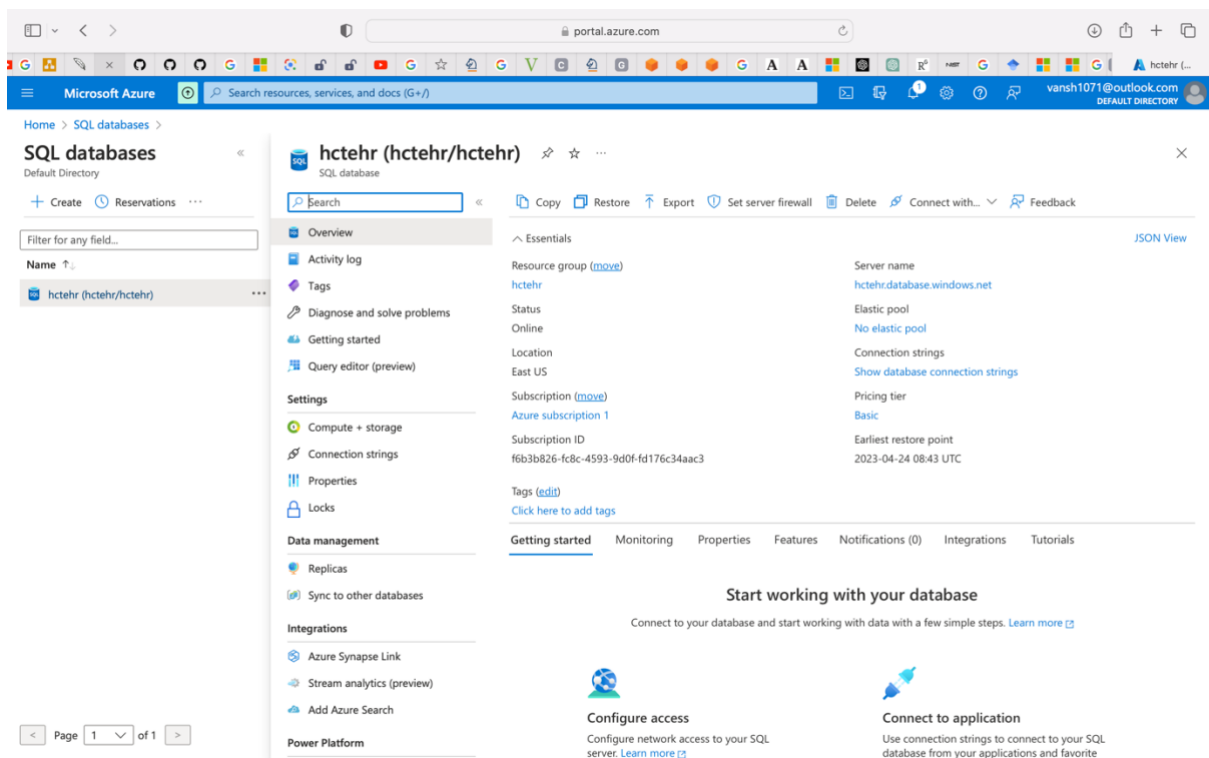 portal.azure.com
hctehr (...
Microsoft Azure
Search resources, services, and docs (G+/)
1
vansh1071@outlook.com
DEFAULT DIRECTORY
Home > SQL databases >
SQL databases
Default Directory
Create
Reservations
Filter for any field...
Name
hctehr (hctehr/hctehr)
Page 1 of 1
hctehr (hctehr/hctehr)
SQL database
Search
Overview
Activity log
Tags
Diagnose and solve problems
Getting started
Query editor (preview)
Settings
Compute + storage
Connection strings
Properties
Locks
Data management
Replicas
Sync to other databases
Integrations
Azure Synapse Link
Stream analytics (preview)
Add Azure Search
Power Platform
Copy
Restore
Export
Set server firewall
Delete
Connect with...
Feedback
Essentials
JSON View
Resource group (move)
hctehr
Status
Online
Location
East US
Subscription (move)
Azure subscription 1
Subscription ID
f6b3b826-fc8c-4593-9d0f-fd176c34aac3
Tags (edit)
Click here to add tags
Server name
hctehr.database.windows.net
Elastic pool
No elastic pool
Connection strings
Show database connection strings
Pricing tier
Basic
Earliest restore point
2023-04-24 08:43 UTC
Getting started
Monitoring
Properties
Features
Notifications (0)
Integrations
Tutorials
Start working with your database
Connect to your database and start working with data with a few simple steps. Learn more
Configure access
Configure network access to your SQL
server. Learn more
Connect to application
Use connection strings to connect to your SQL
database from your applications and favorite